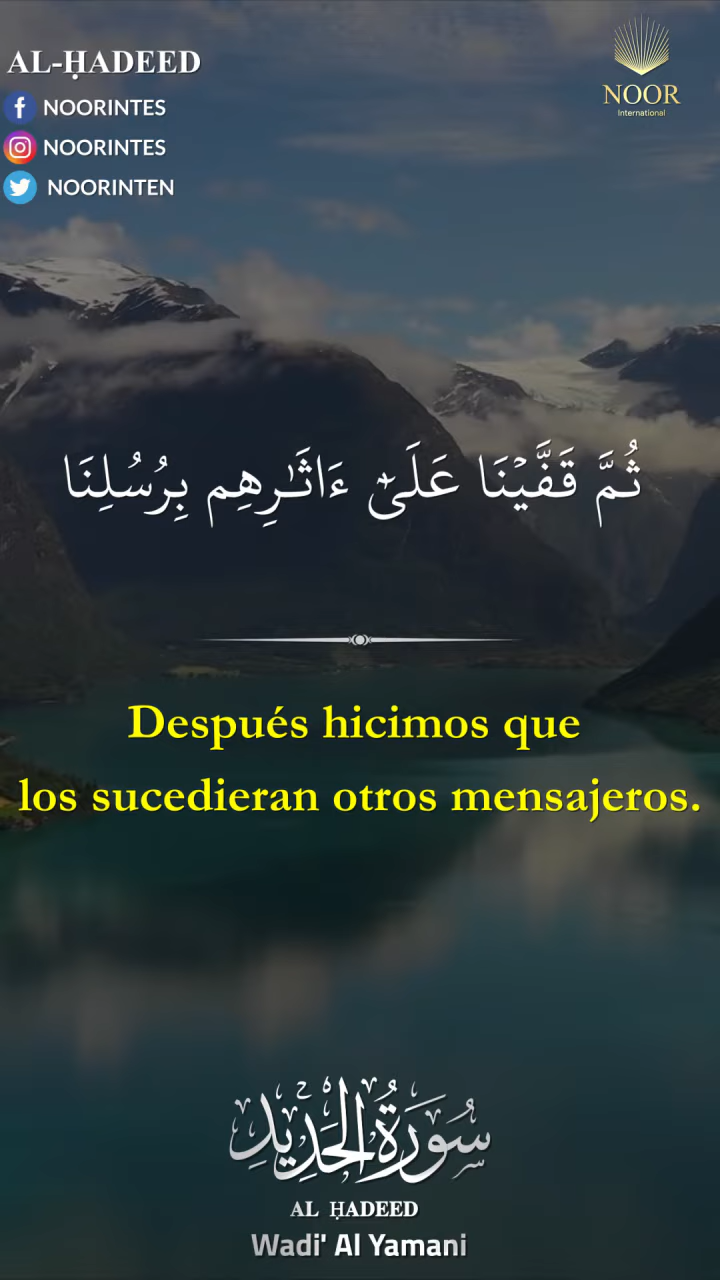 AL-ḤADEED
NOORINTES
NOORINTES
NOORINTEN
NOOR
International
ثُمَّ قَفَّيۡنَا عَلَىٰٓ ءَاثَٰرِهِم بِرُسُلِنَا
Después hicimos que
los sucedieran otros mensajeros.
سُورَةُ الحَدِيدِ
AL ḤADEED
Wadi' Al Yamani